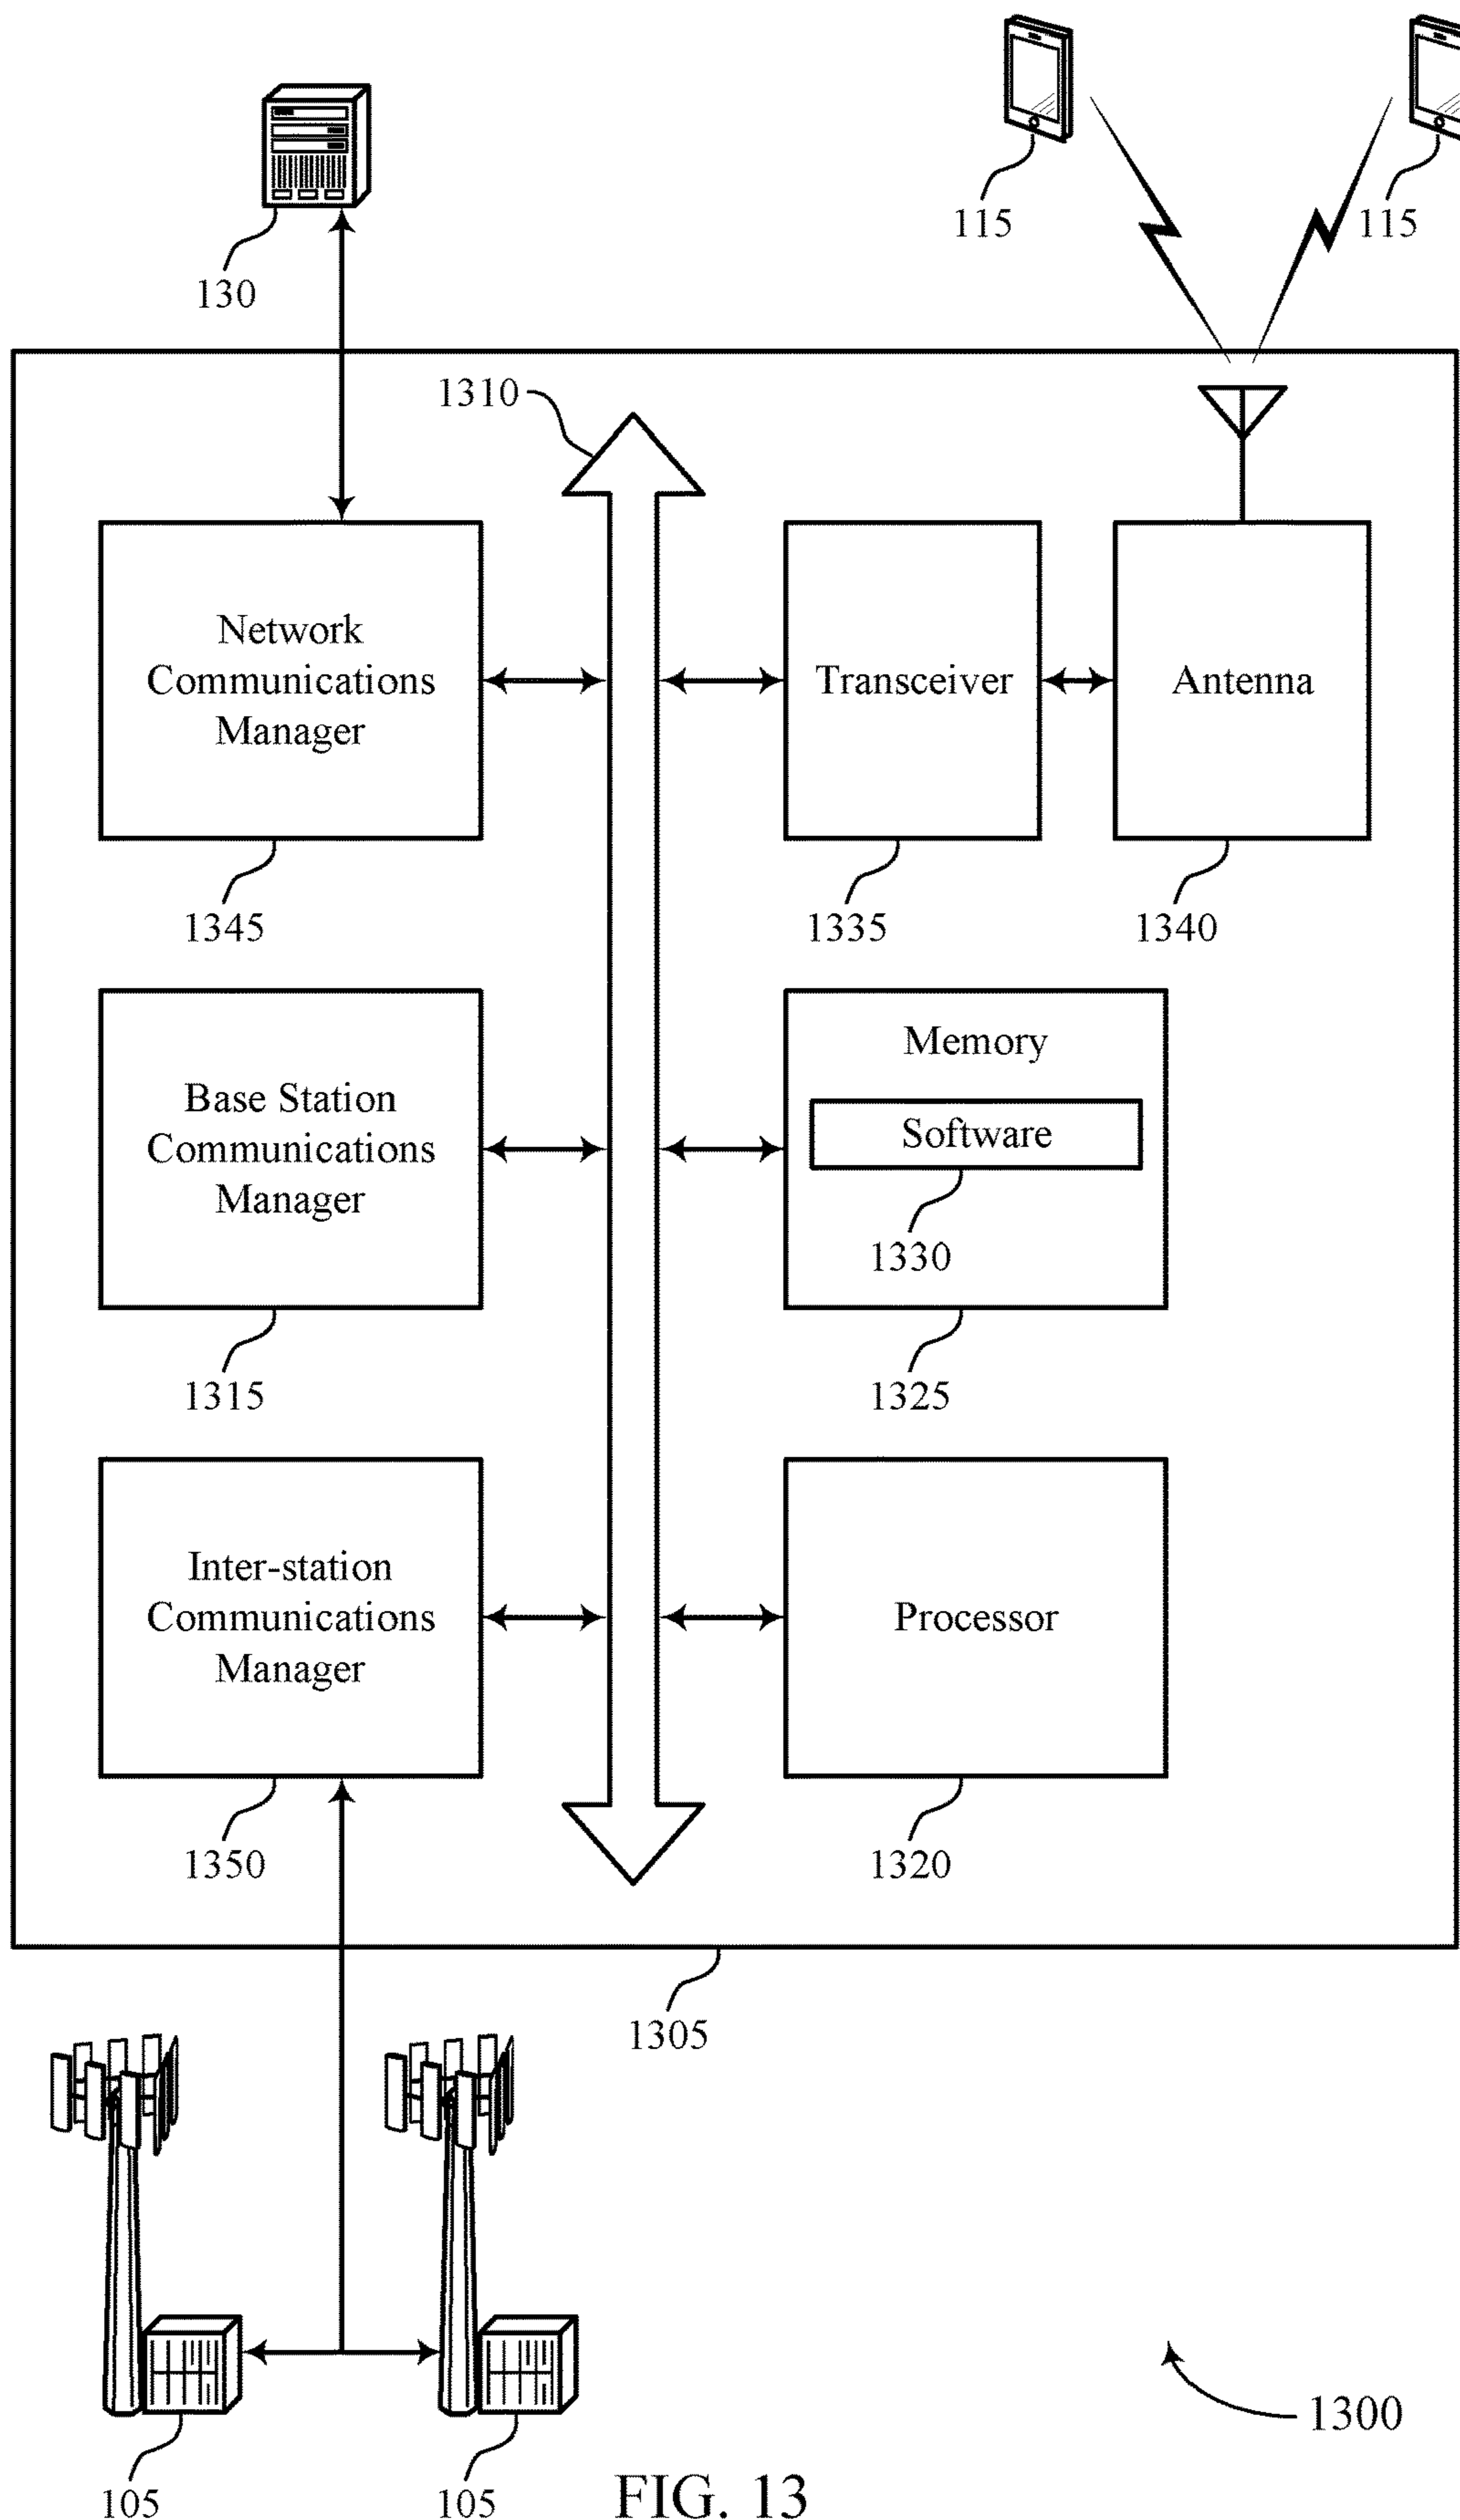 115
115
130
1310
Network
Communications
Manager
Transceiver
Antenna
1345
1335
1340
Base Station
Communications
Manager
Memory
Software
1330
1315
1325
Inter-station
Communications
Manager
Processor
1350
1320
1305
1300
105
105
FIG. 13